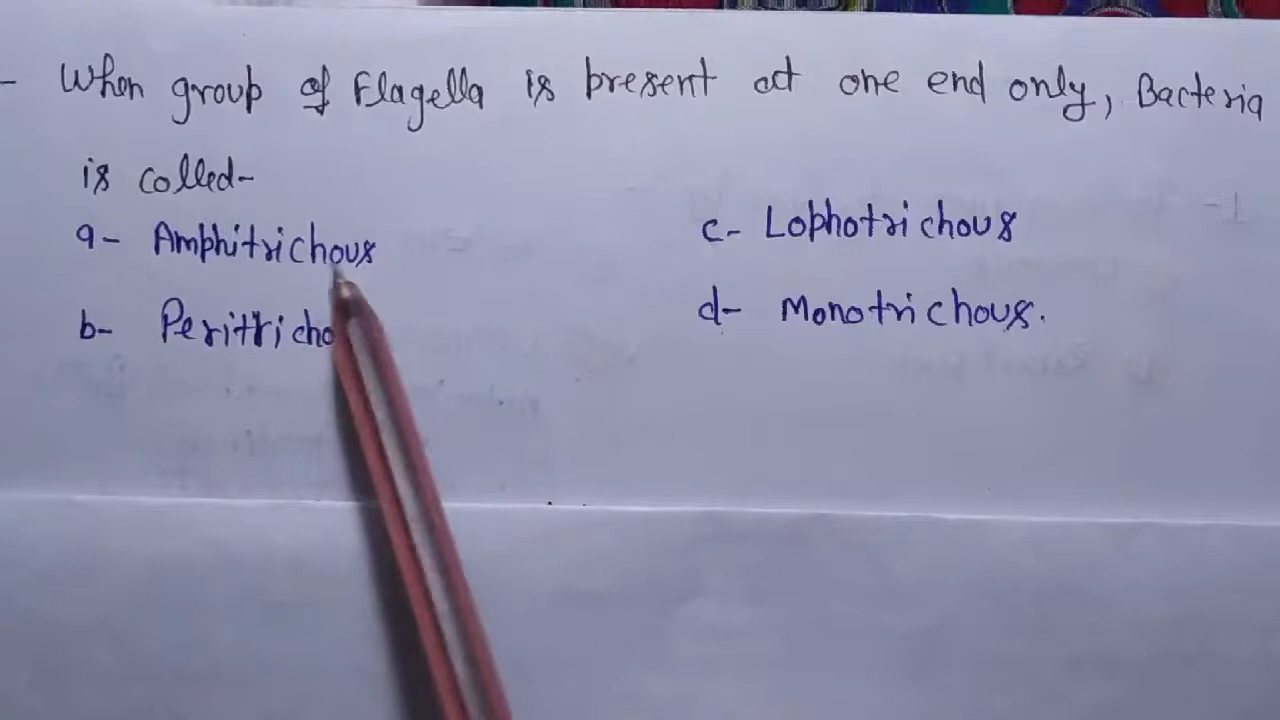 - When group of Flagella is present at one end only, Bacteria
is called-
a- Amphitrichous
c- Lophotrichous
b- Peritricho
d- Monotrichous.